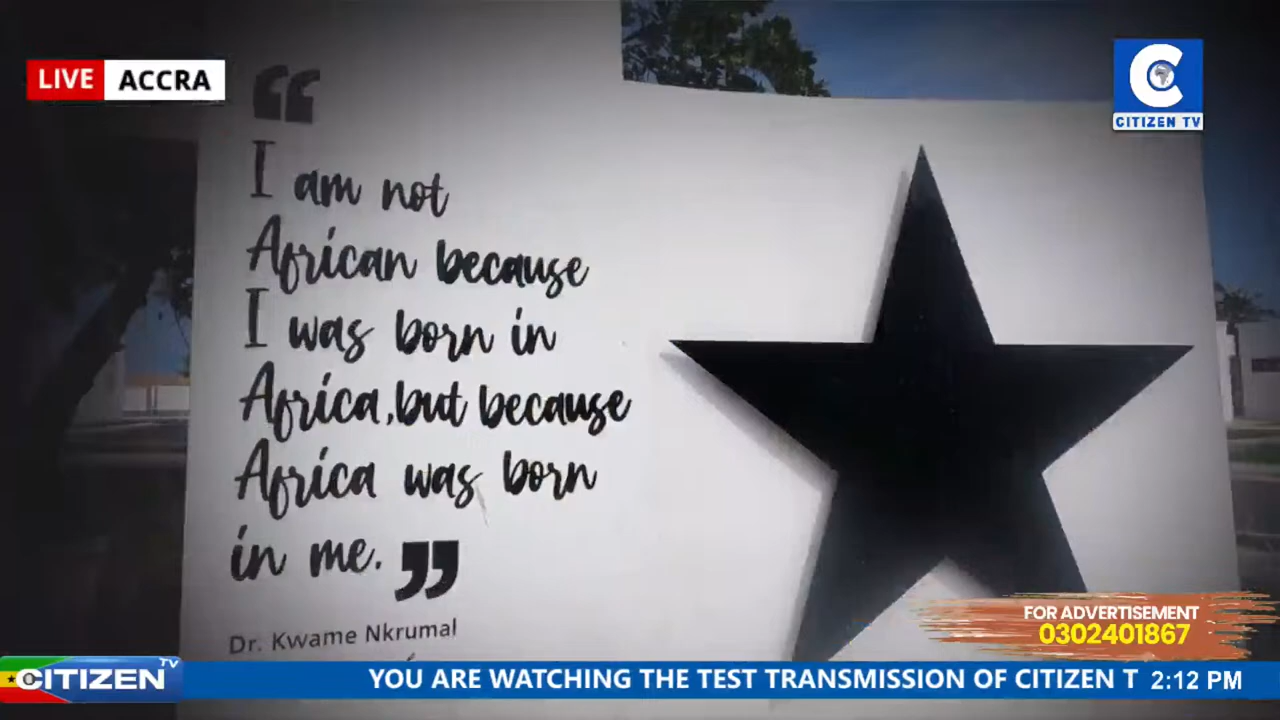 LIVE ACCRA
CITIZEN TV
“
I am not
African because
I was born in
Africa, but because
Africa was born
in me. ”
Dr. Kwame Nkrumal
FOR ADVERTISEMENT
0302401867
CITIZEN TV
YOU ARE WATCHING THE TEST TRANSMISSION OF CITIZEN T
2:12 PM